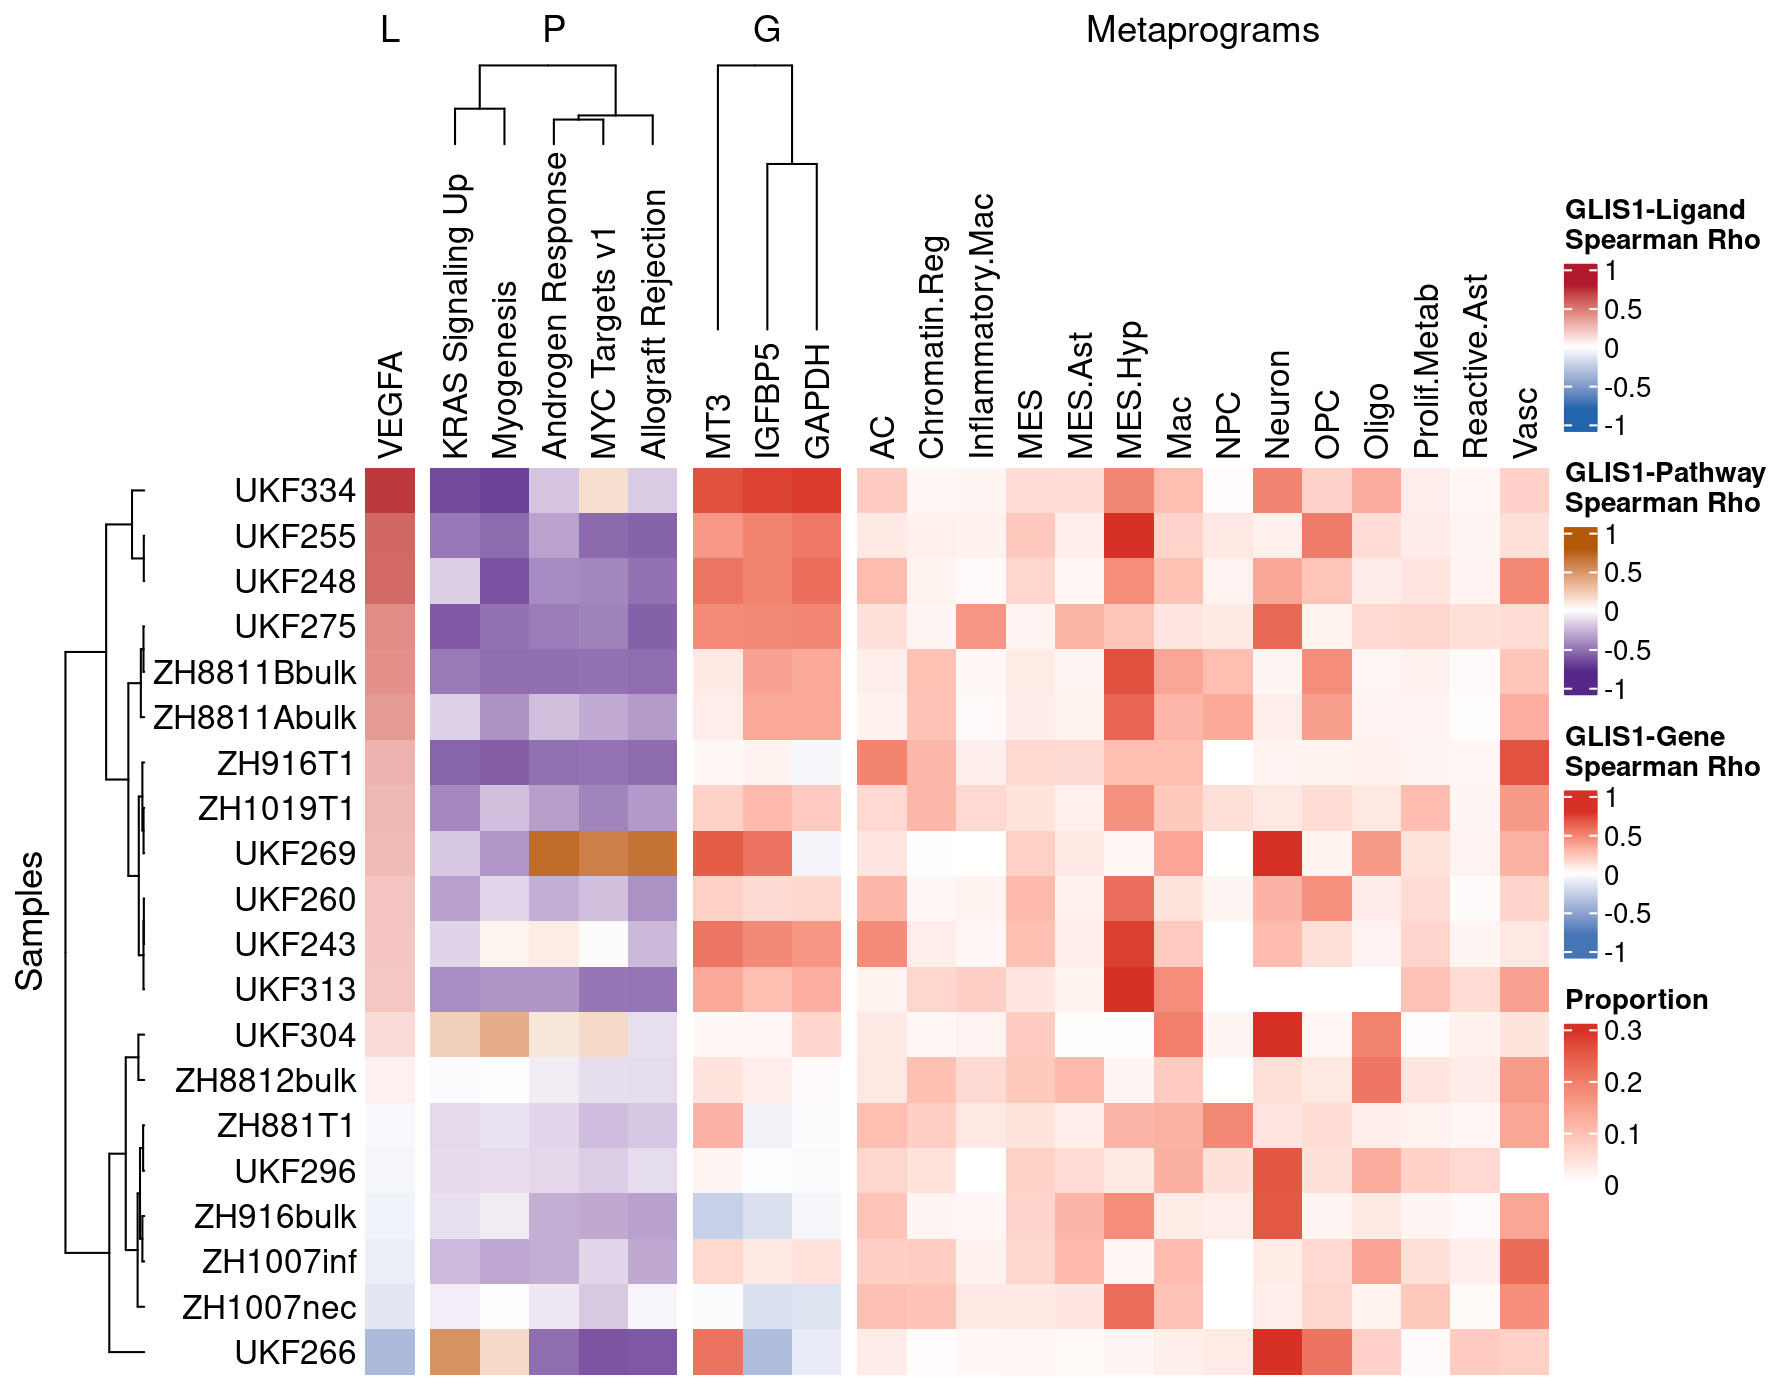 L
P
G
Metaprograms
VEGFA
KRAS Signaling Up
Myogenesis
Androgen Response
MYC Targets v1
Allograft Rejection
MT3
IGFBP5
GAPDH
AC
Chromatin.Reg
Inflammatory.Mac
MES
MES.Ast
MES.Hyp
Mac
NPC
Neuron
OPC
Oligo
Prolif.Metab
Reactive.Ast
Vasc
Samples
UKF334
UKF255
UKF248
UKF275
ZH8811Bbulk
ZH8811Abulk
ZH916T1
ZH1019T1
UKF269
UKF260
UKF243
UKF313
UKF304
ZH8812bulk
ZH881T1
UKF296
ZH916bulk
ZH1007inf
ZH1007nec
UKF266
GLIS1-Ligand
Spearman Rho
1
0.5
0
-0.5
-1
GLIS1-Pathway
Spearman Rho
1
0.5
0
-0.5
-1
GLIS1-Gene
Spearman Rho
1
0.5
0
-0.5
-1
Proportion
0.3
0.2
0.1
0